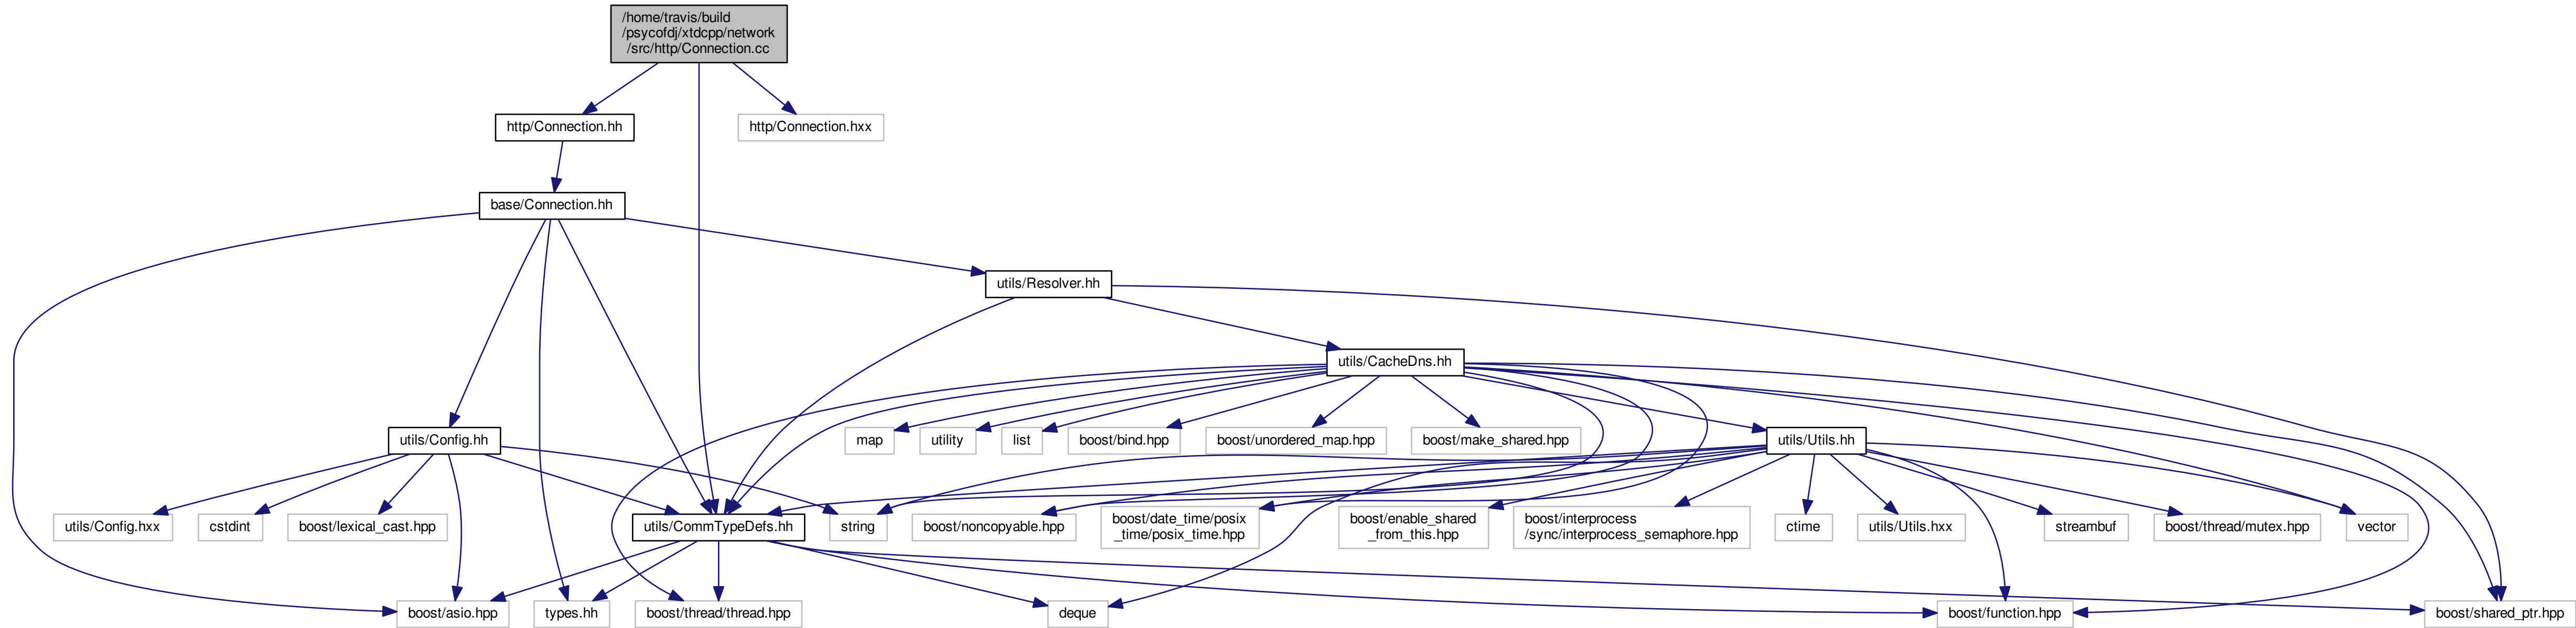 /home/travis/build
/psycofdj/xtdcpp/network
/src/http/Connection.cc
http/Connection.hh
http/Connection.hxx
base/Connection.hh
utils/Resolver.hh
utils/CacheDns.hh
utils/Config.hh
map
utility
list
boost/bind.hpp
boost/unordered_map.hpp
boost/make_shared.hpp
utils/Utils.hh
utils/Config.hxx
cstdint
boost/lexical_cast.hpp
utils/CommTypeDefs.hh
string
boost/noncopyable.hpp
boost/date_time/posix
_time/posix_time.hpp
boost/enable_shared
_from_this.hpp
boost/interprocess
/sync/interprocess_semaphore.hpp
ctime
utils/Utils.hxx
streambuf
boost/thread/mutex.hpp
vector
boost/asio.hpp
types.hh
boost/thread/thread.hpp
deque
boost/function.hpp
boost/shared_ptr.hpp